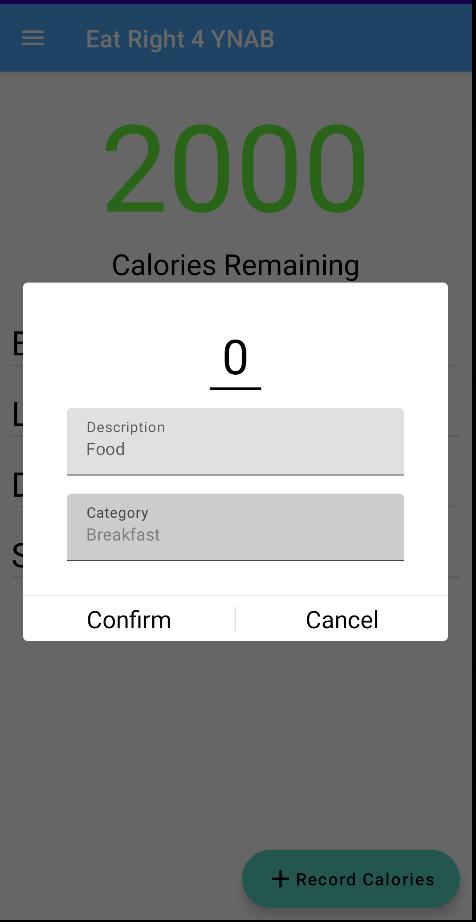 Eat Right 4 YNAB
2000
Calories Remaining
0
Description
Food
Category
Breakfast
Confirm
Cancel
+ Record Calories